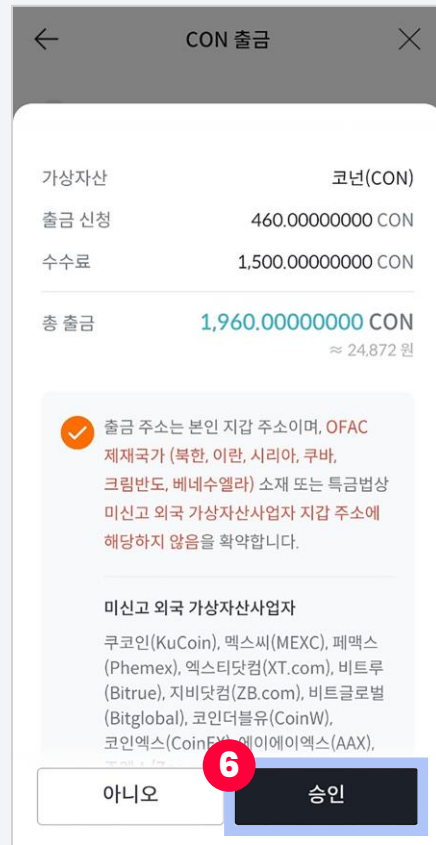 CON 출금
가상자산 코넌(CON)
출금 신청 460.00000000 CON
수수료 1,500.00000000 CON
총 출금 1,960.00000000 CON
≈ 24,872 원
출금 주소는 본인 지갑 주소이며, OFAC
제재국가 (북한, 이란, 시리아, 쿠바,
크림반도, 베네수엘라) 소재 또는 특금법상
미신고 외국 가상자산사업자 지갑 주소에
해당하지 않음을 확약합니다.
미신고 외국 가상자산사업자
쿠코인(KuCoin), 멕스씨(MEXC), 페맥스
(Phemex), 엑스티닷컴(XT.com), 비트루
(Bitrue), 지비닷컴(ZB.com), 비트글로벌
(Bitglobal), 코인더블유(CoinW),
코인엑스(CoinEX), 에이에이엑스(AAX),
6
아니오 승인